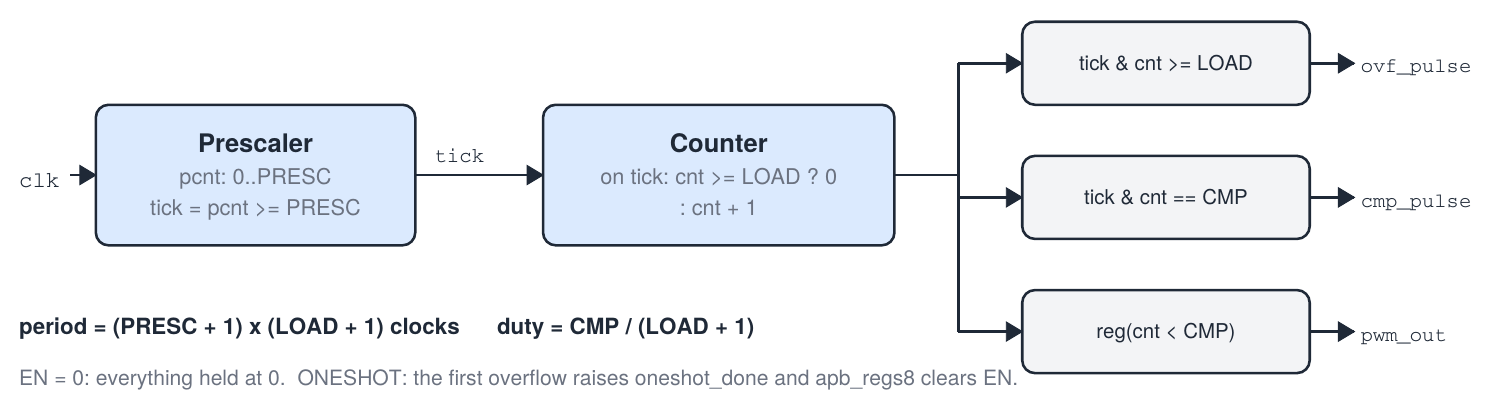 clk
Prescaler
pcnt: 0..PRESC
tick = pcnt >= PRESC
tick
Counter
on tick: cnt >= LOAD ? 0
: cnt + 1
tick & cnt >= LOAD
ovf_pulse
tick & cnt == CMP
cmp_pulse
reg(cnt < CMP)
pwm_out
period = (PRESC + 1) x (LOAD + 1) clocks
duty = CMP / (LOAD + 1)
EN = 0: everything held at 0. ONESHOT: the first overflow raises oneshot_done and apb_regs8 clears EN.